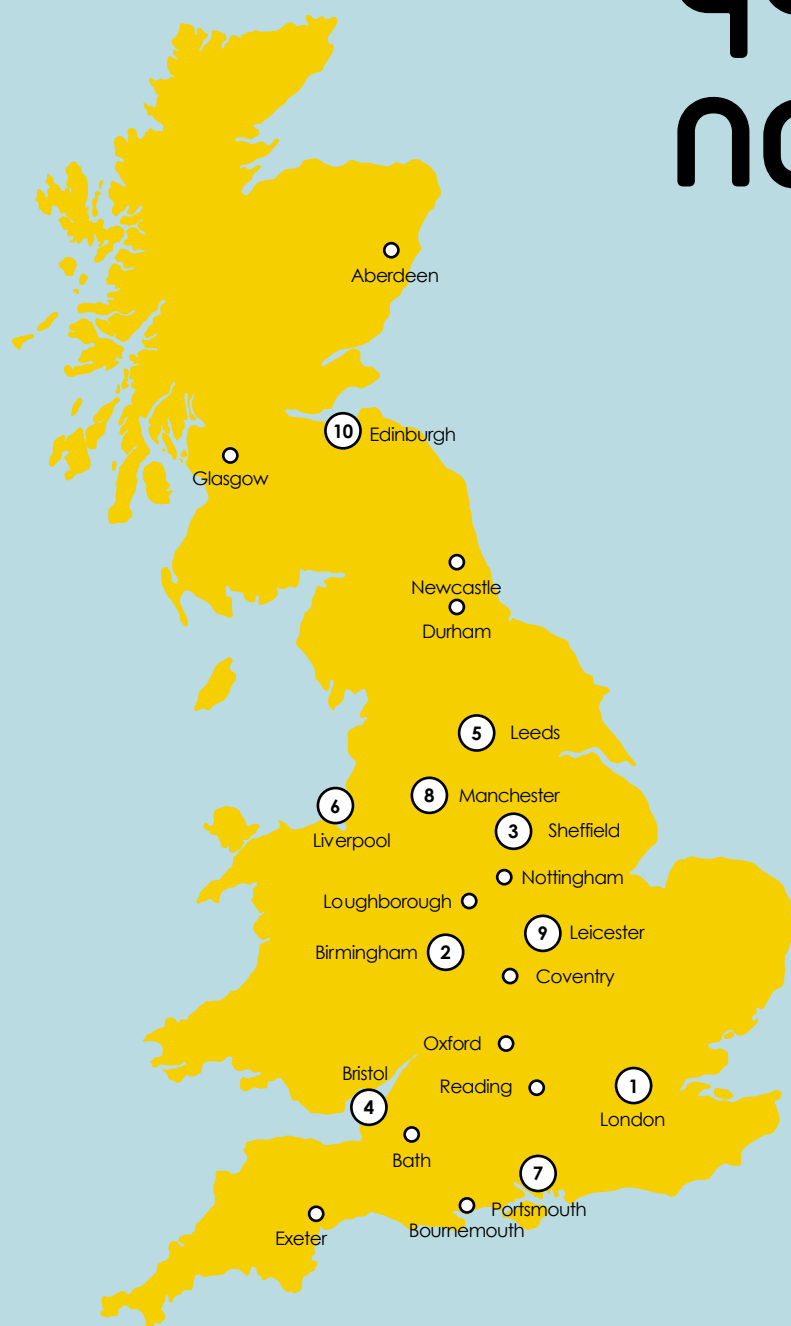 Aberdeen
10 Edinburgh
Glasgow
Newcastle
Durham
5 Leeds
8 Manchester
6
Liverpool
3 Sheffield
Nottingham
Loughborough
9 Leicester
Birmingham 2
Coventry
Oxford
Bristol
4
Reading
1
London
Bath
7
Portsmouth
Bournemouth
Exeter